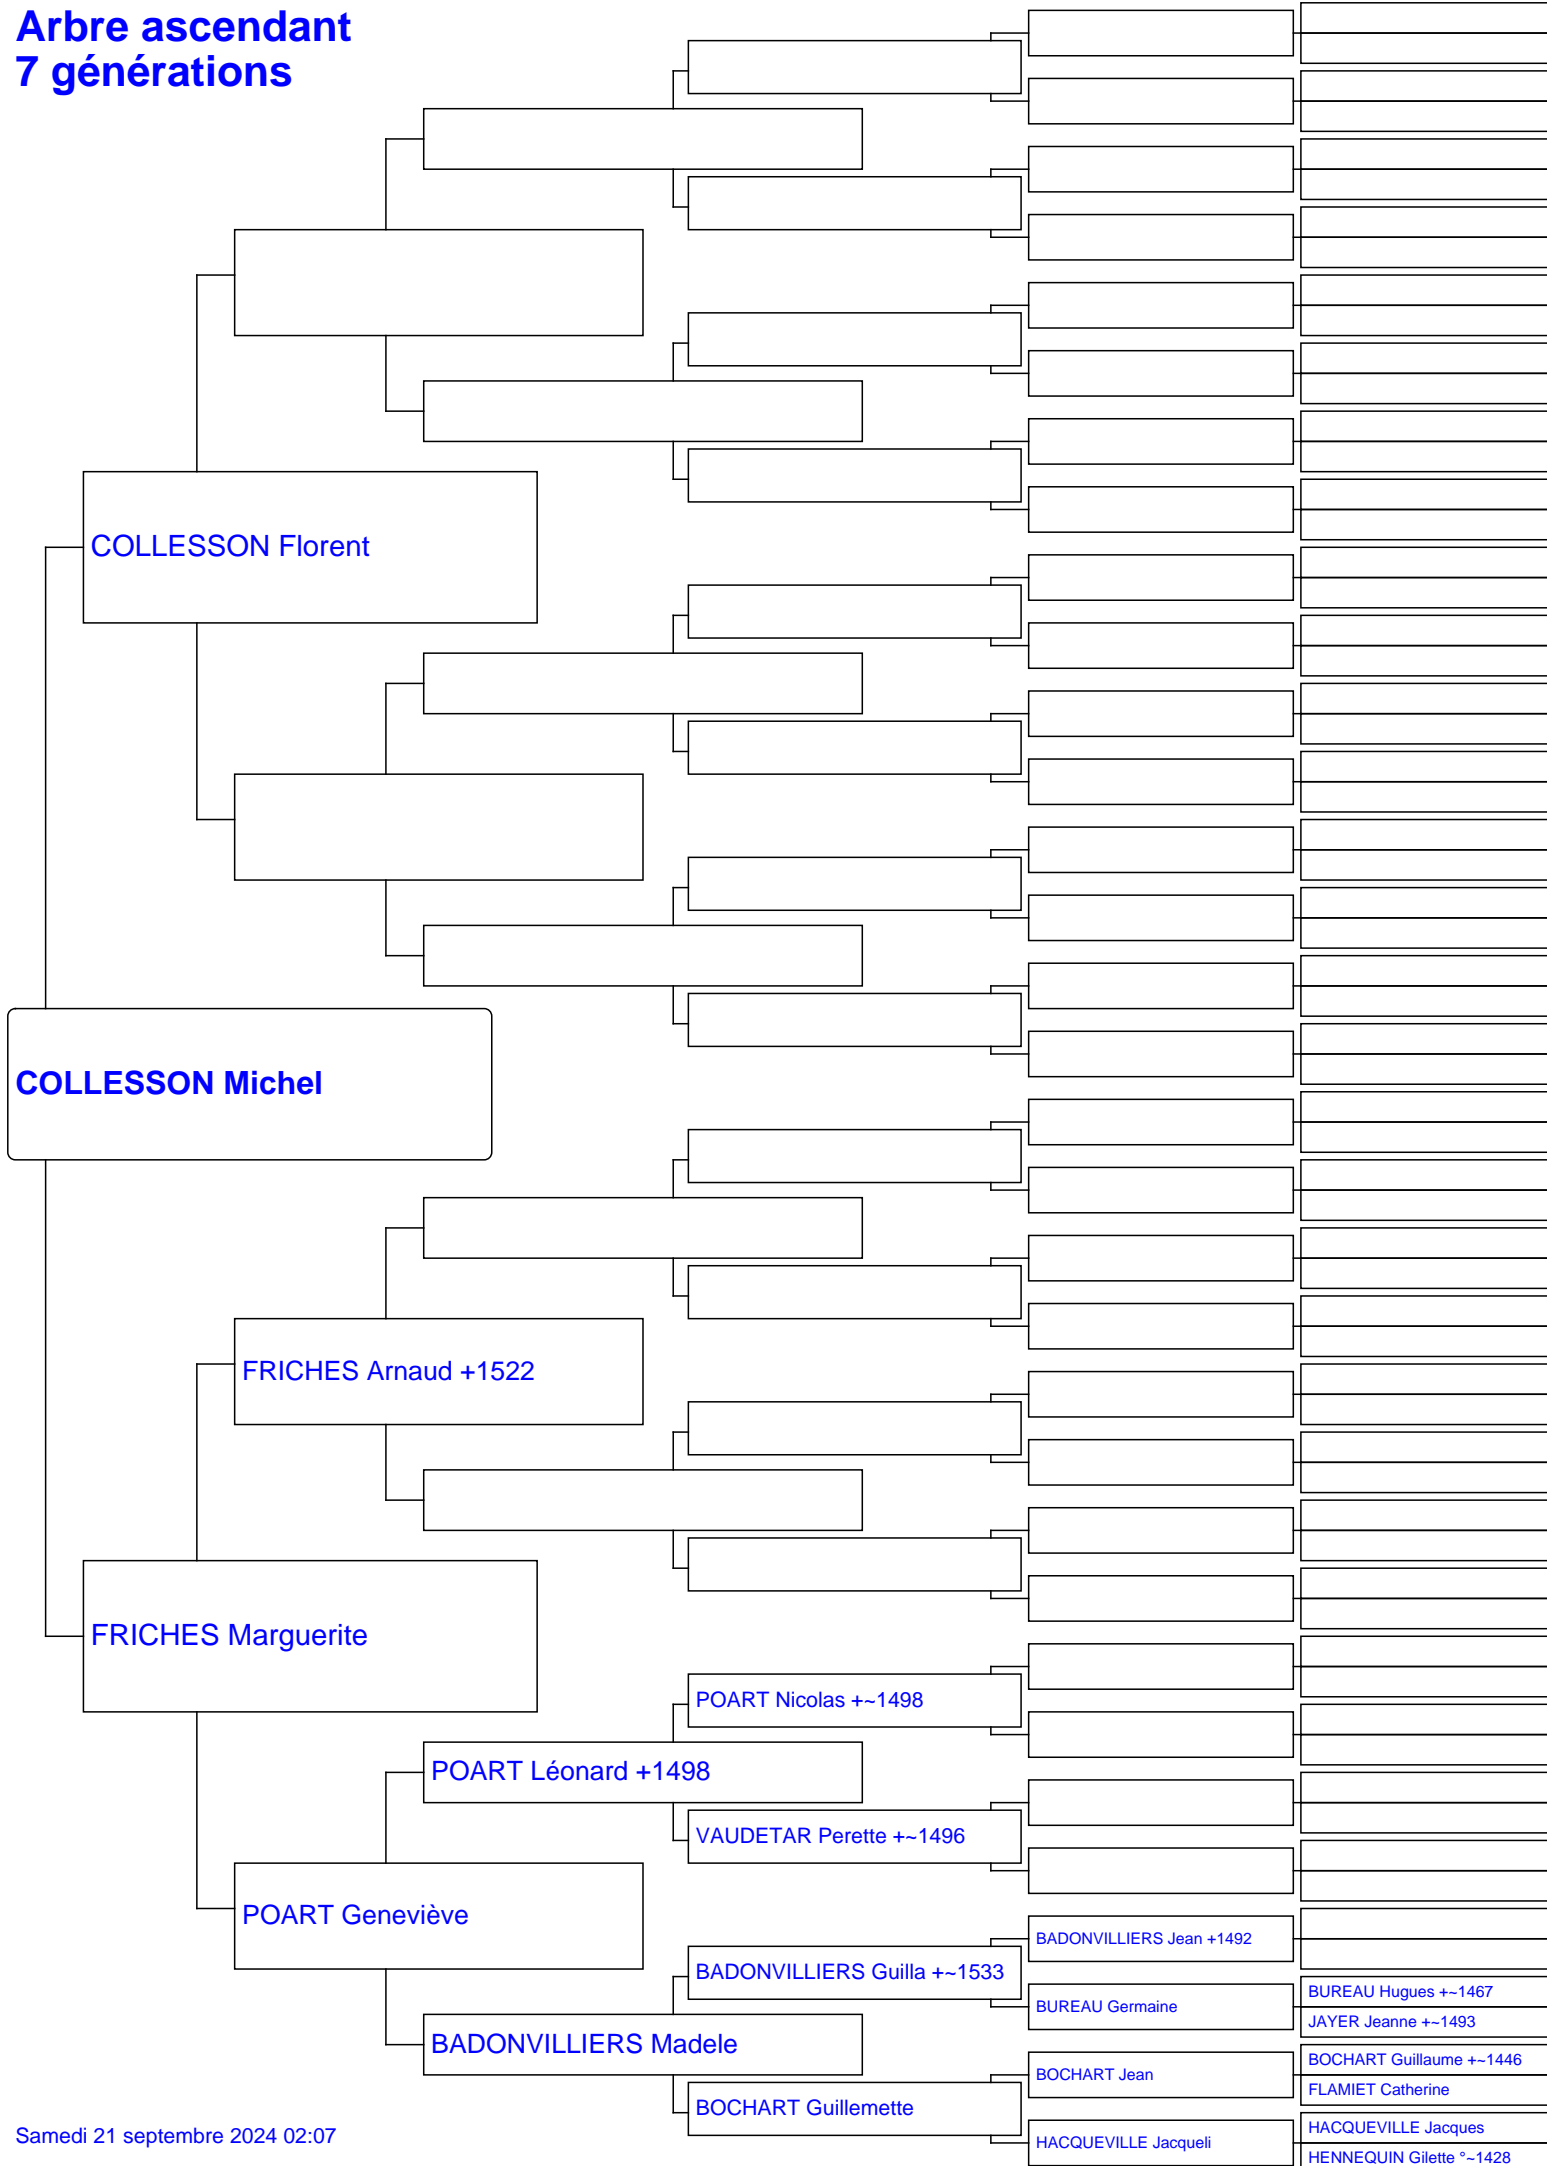 Arbre ascendant
7 générations
COLLESSON Florent
COLLESSON Michel
FRICHES Arnaud +1522
FRICHES Marguerite
POART Nicolas +~1498
POART Léonard +1498
VAUDETAR Perette +~1496
POART Geneviève
BADONVILLIERS Jean +1492
BADONVILLIERS Guilla +~1533
BUREAU Hugues +~1467
BUREAU Germaine
JAYER Jeanne +~1493
BADONVILLIERS Madele
BOCHART Guillaume +~1446
BOCHART Jean
FLAMIET Catherine
BOCHART Guillemette
HACQUEVILLE Jacques
HACQUEVILLE Jacqueli
HENNEQUIN Gilette °~1428
Samedi 21 septembre 2024 02:07